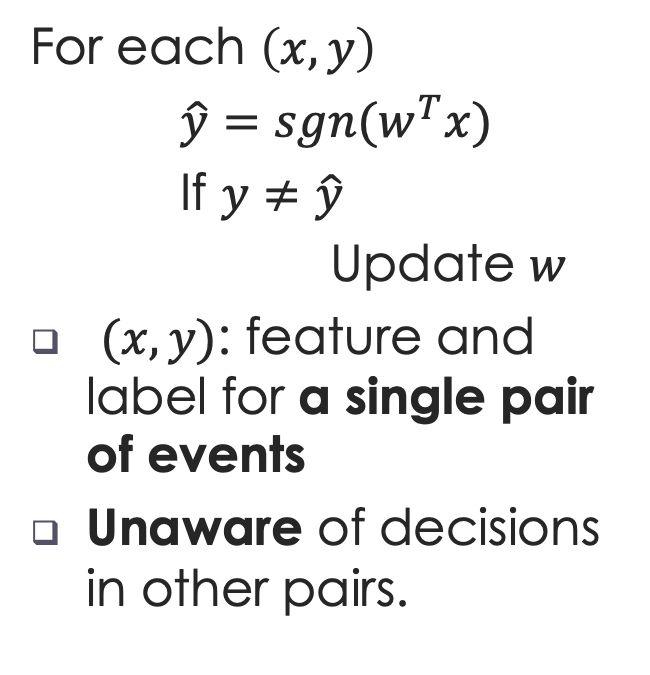 For each (x, y)
ŷ = sgn(wᵀx)
If y ≠ ŷ
Update w
❑ (x, y): feature and
label for a single pair
of events
❑ Unaware of decisions
in other pairs.